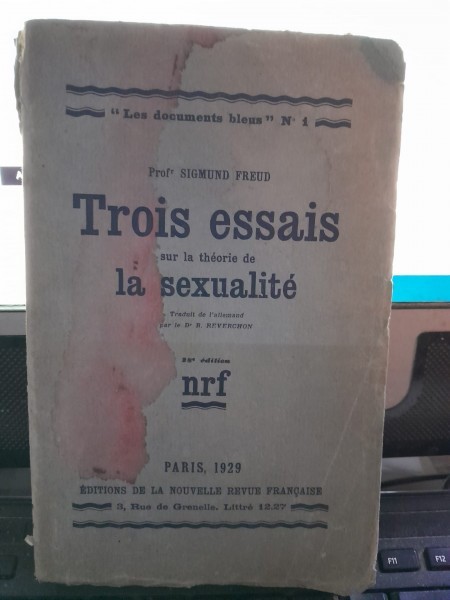 "Les documents bleus" N° 1
Profr SIGMUND FREUD
Trois essais
sur la théorie de
la sexualité
Traduit de l'allemand
par le Dr B. REVERCHON
édition
nrf
PARIS, 1929
ÉDITIONS DE LA NOUVELLE REVUE FRANÇAISE
3, Rue de Grenelle. Littré 12.27
F11
F12